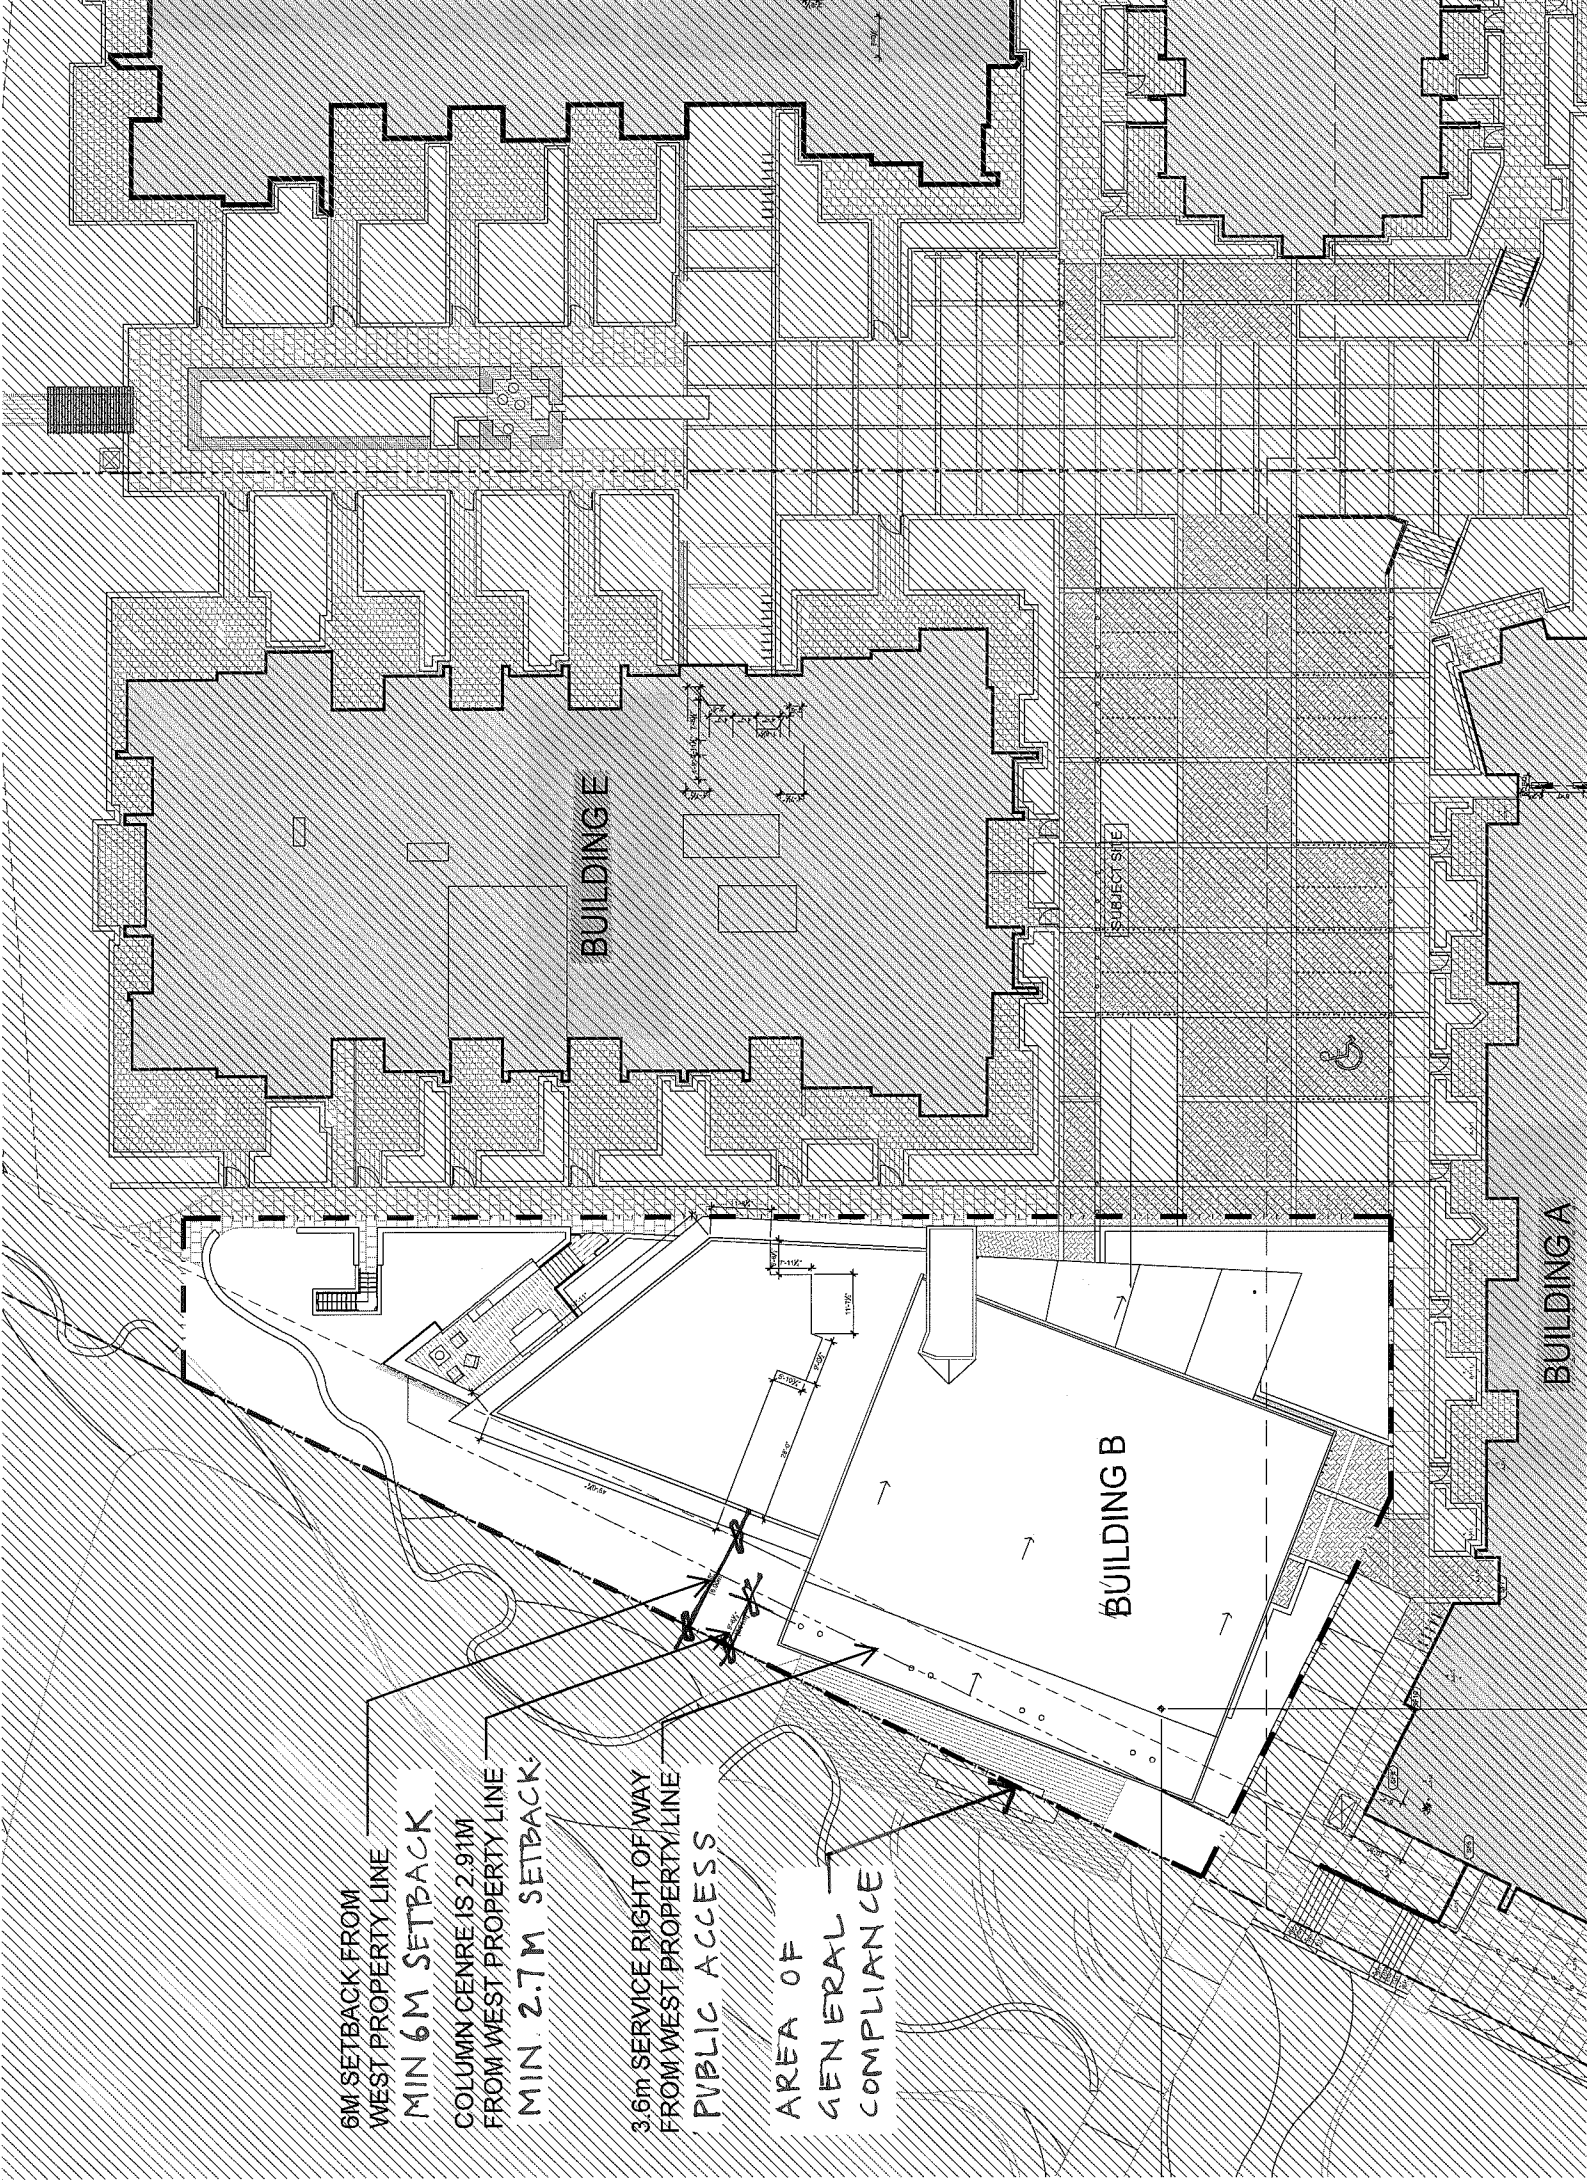 6M SETBACK FROM
WEST PROPERTY LINE
MIN 6M SETBACK
COLUMN CENRE IS 2.91M
FROM WEST PROPERTY LINE
MIN. 2.7M SETBACK.
3.6m SERVICE RIGHT OF WAY
FROM WEST PROPERTY LINE
PUBLIC ACCESS
AREA OF
GENERAL
COMPLIANCE
BUILDING E
SUBJECT SITE
BUILDING B
BUILDING A